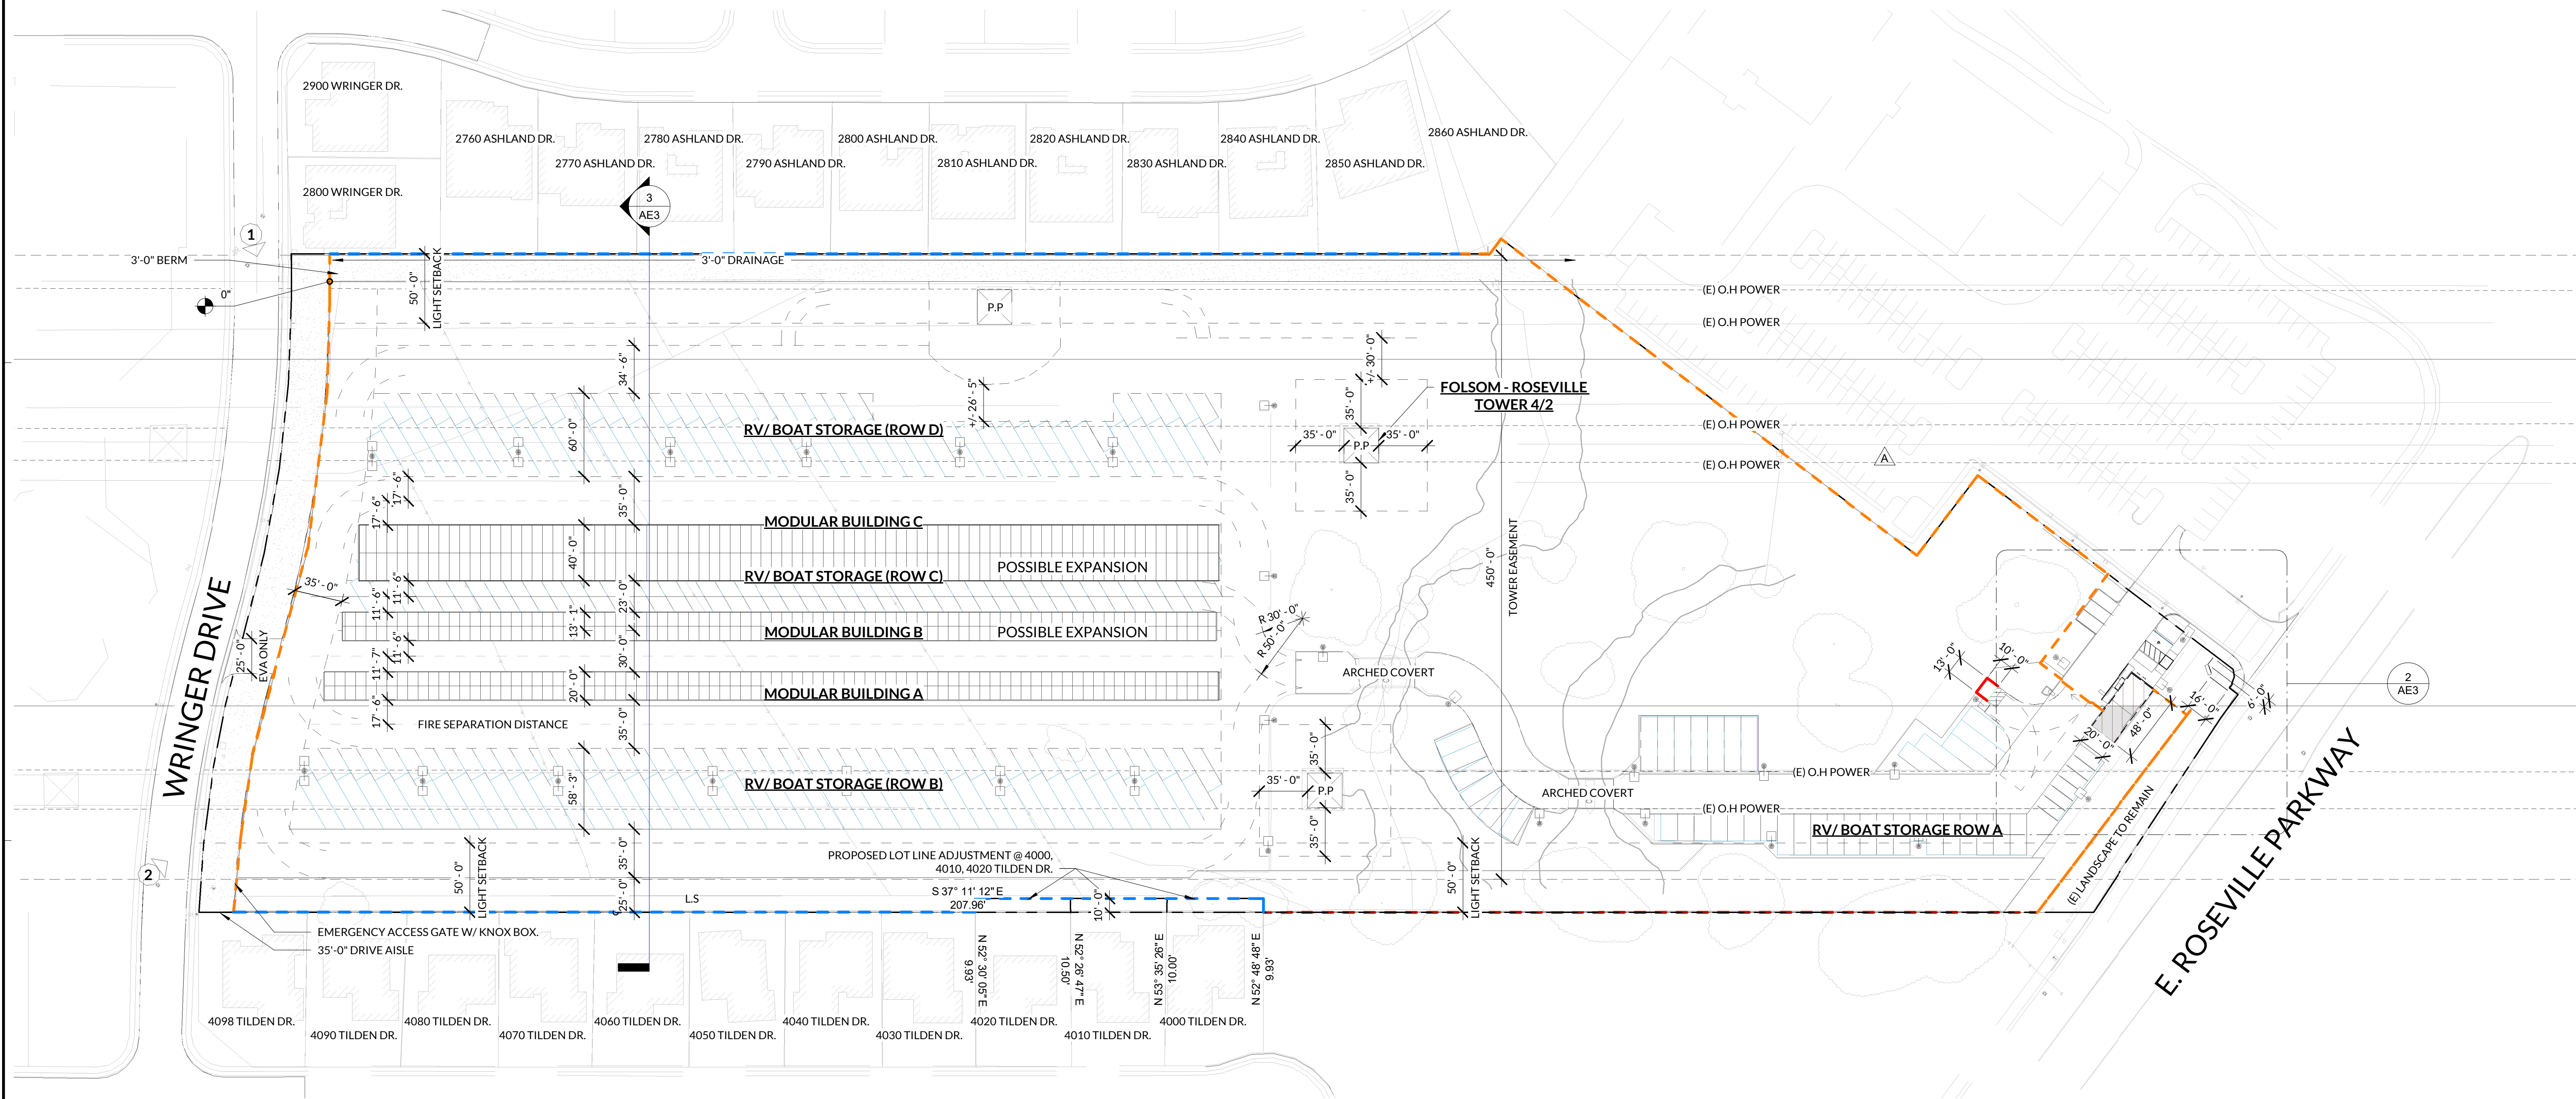 2900 WRINGER DR.
2800 WRINGER DR.
2760 ASHLAND DR.
2770 ASHLAND DR.
2780 ASHLAND DR.
2790 ASHLAND DR.
2800 ASHLAND DR.
2810 ASHLAND DR.
2820 ASHLAND DR.
2830 ASHLAND DR.
2840 ASHLAND DR.
2850 ASHLAND DR.
2860 ASHLAND DR.
3
AE3
1
3'-0" BERM
0"
3'-0" DRAINAGE
50' - 0"
LIGHT SETBACK
P.P
(E) O.H POWER
(E) O.H POWER
(E) O.H POWER
(E) O.H POWER
34' - 6"
+/- 26' - 5"
+/- 30' - 0"
35' - 0"
35' - 0"
P.P
35' - 0"
35' - 0"
FOLSOM - ROSEVILLE
TOWER 4/2
A
60' - 0"
RV/ BOAT STORAGE (ROW D)
17' - 6"
17' - 6"
35' - 0"
MODULAR BUILDING C
40' - 0"
POSSIBLE EXPANSION
RV/ BOAT STORAGE (ROW C)
35' - 0"
11' - 6"
11' - 6"
23' - 0"
13' - 1"
MODULAR BUILDING B
POSSIBLE EXPANSION
11' - 6"
11' - 7"
30' - 0"
20' - 0"
MODULAR BUILDING A
17' - 6"
FIRE SEPARATION DISTANCE
35' - 0"
58' - 3"
RV/ BOAT STORAGE (ROW B)
WRINGER DRIVE
25' - 0"
EVA ONLY
R 30' - 0"
R 50' - 0"
450' - 0"
TOWER EASEMENT
ARCHED COVERT
ARCHED COVERT
35' - 0"
35' - 0"
P.P
35' - 0"
(E) O.H POWER
(E) O.H POWER
RV/ BOAT STORAGE ROW A
13' - 0"
10' - 0"
16' - 0"
6' - 0"
20' - 0"
48' - 0"
2
AE3
(E) LANDSCAPE TO REMAIN
E. ROSEVILLE PARKWAY
2
50' - 0"
LIGHT SETBACK
35' - 0"
25' - 0"
L.S
PROPOSED LOT LINE ADJUSTMENT @ 4000,
4010, 4020 TILDEN DR.
S 37° 11' 12" E
207.96'
10' - 0"
50' - 0"
LIGHT SETBACK
EMERGENCY ACCESS GATE W/ KNOX BOX.
35'-0" DRIVE AISLE
N 52° 30' 05" E
9.93'
N 52° 26' 47" E
10.50'
N 53° 35' 26" E
10.00'
N 52° 48' 48" E
9.93'
4098 TILDEN DR.
4090 TILDEN DR.
4080 TILDEN DR.
4070 TILDEN DR.
4060 TILDEN DR.
4050 TILDEN DR.
4040 TILDEN DR.
4030 TILDEN DR.
4020 TILDEN DR.
4010 TILDEN DR.
4000 TILDEN DR.